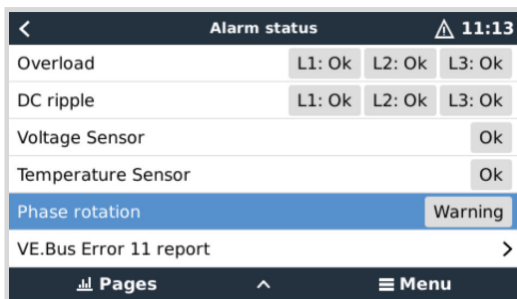 Alarm status 11:13
Overload L1: Ok L2: Ok L3: Ok
DC ripple L1: Ok L2: Ok L3: Ok
Voltage Sensor Ok
Temperature Sensor Ok
Phase rotation Warning
VE.Bus Error 11 report
Pages Menu